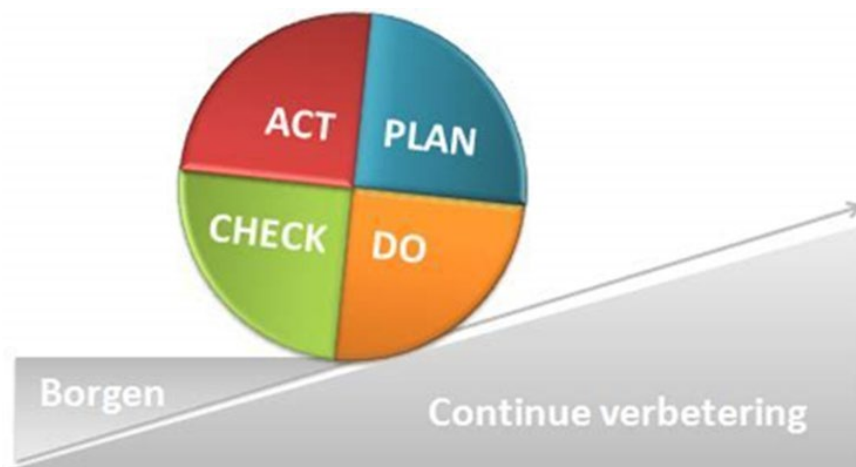 ACT
PLAN
CHECK
DO
Borgen
Continue verbetering